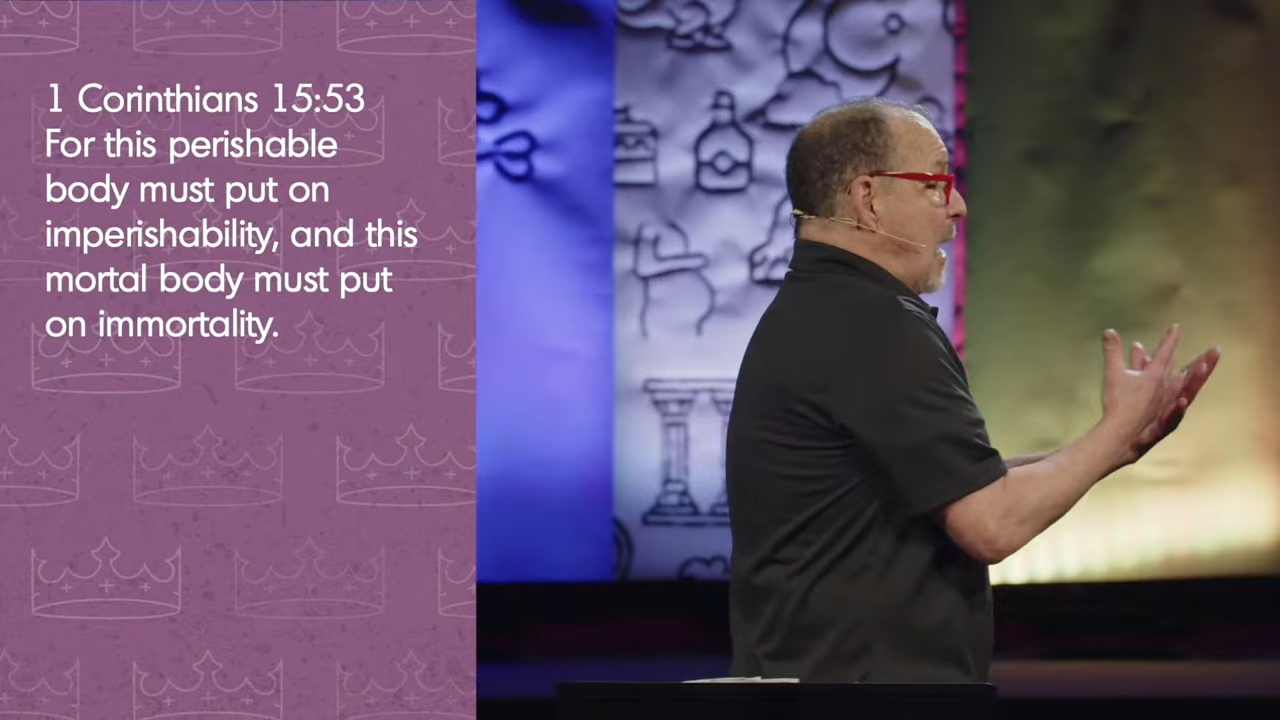 1 Corinthians 15:53
For this perishable
body must put on
imperishability, and this
mortal body must put
on immortality.